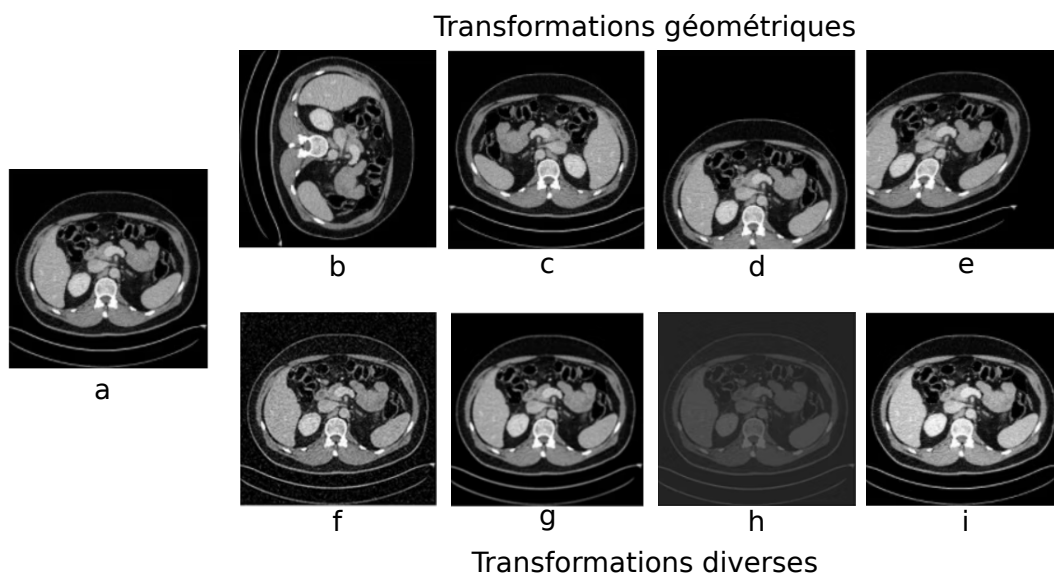 Transformations géométriques
b
c
d
e
a
f
g
h
i
Transformations diverses